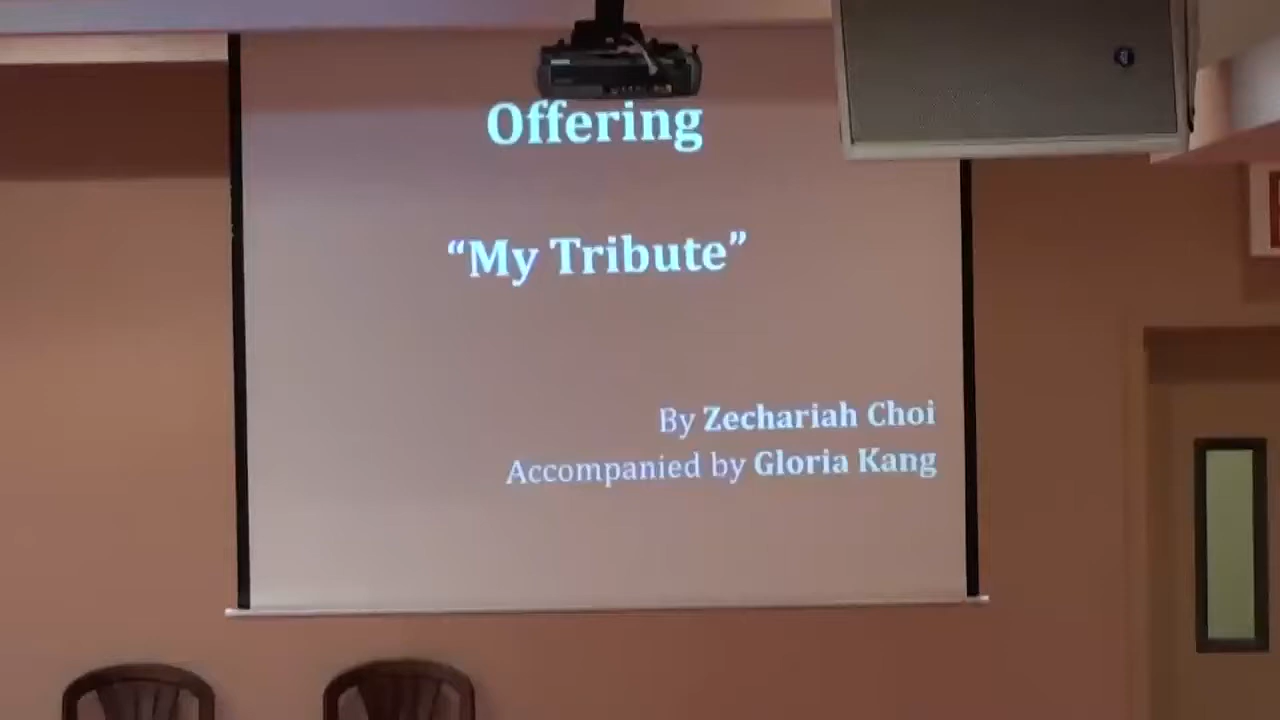 Offering
“My Tribute”
By Zechariah Choi
Accompanied by Gloria Kang